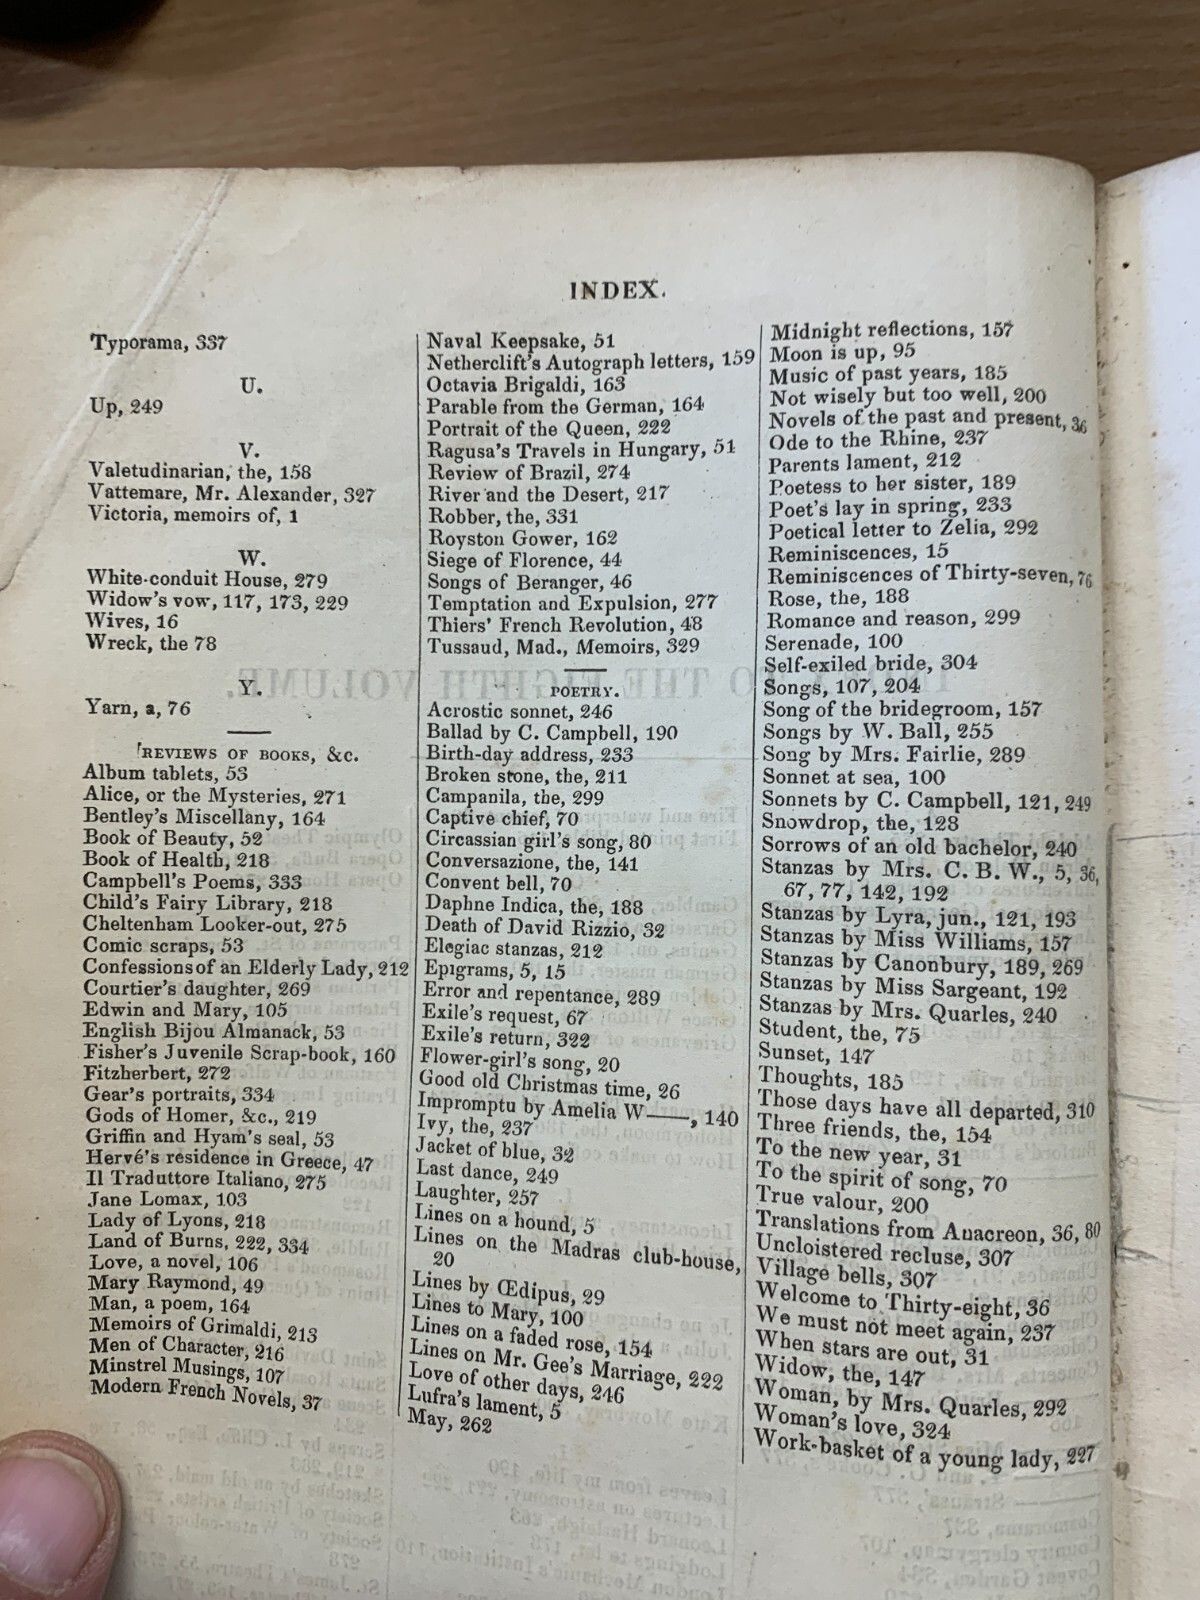 INDEX.
Typorama, 337
U.
Up, 249
V.
Valetudinarian, the, 158
Vattemare, Mr. Alexander, 327
Victoria, memoirs of, 1
W.
White-conduit House, 279
Widow's vow, 117, 173, 229
Wives, 16
Wreck, the 78
Y.
Yarn, a, 76
REVIEWS OF BOOKS, &c.
Album tablets, 53
Alice, or the Mysteries, 271
Bentley's Miscellany, 164
Book of Beauty, 52
Book of Health, 218
Campbell's Poems, 333
Child's Fairy Library, 218
Cheltenham Looker-out, 275
Comic scraps, 53
Confessions of an Elderly Lady, 212
Courtier's daughter, 269
Edwin and Mary, 105
English Bijou Almanack, 53
Fisher's Juvenile Scrap-book, 160
Fitzherbert, 272
Gear's portraits, 334
Gods of Homer, &c., 219
Griffin and Hyam's seal, 53
Hervé's residence in Greece, 47
Il Traduttore Italiano, 275
Jane Lomax, 103
Lady of Lyons, 218
Land of Burns, 222, 334
Love, a novel, 106
Mary Raymond, 49
Man, a poem, 164
Memoirs of Grimaldi, 213
Men of Character, 216
Minstrel Musings, 107
Modern French Novels, 37
Naval Keepsake, 51
Netherclift's Autograph letters, 159
Octavia Brigaldi, 163
Parable from the German, 164
Portrait of the Queen, 222
Ragusa's Travels in Hungary, 51
Review of Brazil, 274
River and the Desert, 217
Robber, the, 331
Royston Gower, 162
Siege of Florence, 44
Songs of Beranger, 46
Temptation and Expulsion, 277
Thiers' French Revolution, 48
Tussaud, Mad., Memoirs, 329
POETRY.
Acrostic sonnet, 246
Ballad by C. Campbell, 190
Birth-day address, 233
Broken stone, the, 211
Campanila, the, 299
Captive chief, 70
Circassian girl's song, 80
Conversazione, the, 141
Convent bell, 70
Daphne Indica, the, 188
Death of David Rizzio, 32
Elegiac stanzas, 212
Epigrams, 5, 15
Error and repentance, 289
Exile's request, 67
Exile's return, 322
Flower-girl's song, 20
Good old Christmas time, 26
Impromptu by Amelia W——, 140
Ivy, the, 237
Jacket of blue, 32
Last dance, 249
Laughter, 257
Lines on a hound, 5
Lines on the Madras club-house,
20
Lines by Œdipus, 29
Lines to Mary, 100
Lines on a faded rose, 154
Lines on Mr. Gee's Marriage, 222
Love of other days, 246
Lufra's lament, 5
May, 262
Midnight reflections, 157
Moon is up, 95
Music of past years, 185
Not wisely but too well, 200
Novels of the past and present, 36
Ode to the Rhine, 237
Parents lament, 212
Poetess to her sister, 189
Poet's lay in spring, 233
Poetical letter to Zelia, 292
Reminiscences, 15
Reminiscences of Thirty-seven, 76
Rose, the, 188
Romance and reason, 299
Serenade, 100
Self-exiled bride, 304
Songs, 107, 204
Song of the bridegroom, 157
Songs by W. Ball, 255
Song by Mrs. Fairlie, 289
Sonnet at sea, 100
Sonnets by C. Campbell, 121, 249
Snowdrop, the, 128
Sorrows of an old bachelor, 240
Stanzas by Mrs. C. B. W., 5, 36,
67, 77, 142, 192
Stanzas by Lyra, jun., 121, 193
Stanzas by Miss Williams, 157
Stanzas by Canonbury, 189, 269
Stanzas by Miss Sargeant, 192
Stanzas by Mrs. Quarles, 240
Student, the, 75
Sunset, 147
Thoughts, 185
Those days have all departed, 310
Three friends, the, 154
To the new year, 31
To the spirit of song, 70
True valour, 200
Translations from Anacreon, 36, 80
Uncloistered recluse, 307
Village bells, 307
Welcome to Thirty-eight, 36
We must not meet again, 237
When stars are out, 31
Widow, the, 147
Woman, by Mrs. Quarles, 292
Woman's love, 324
Work-basket of a young lady, 227